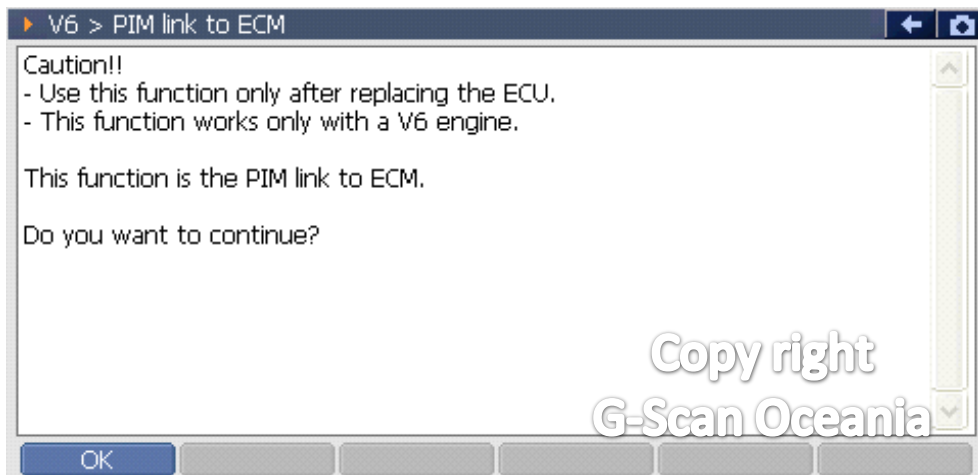 V6 > PIM link to ECM
Caution!!
- Use this function only after replacing the ECU.
- This function works only with a V6 engine.
This function is the PIM link to ECM.
Do you want to continue?
Copy right
G-Scan Oceania
OK